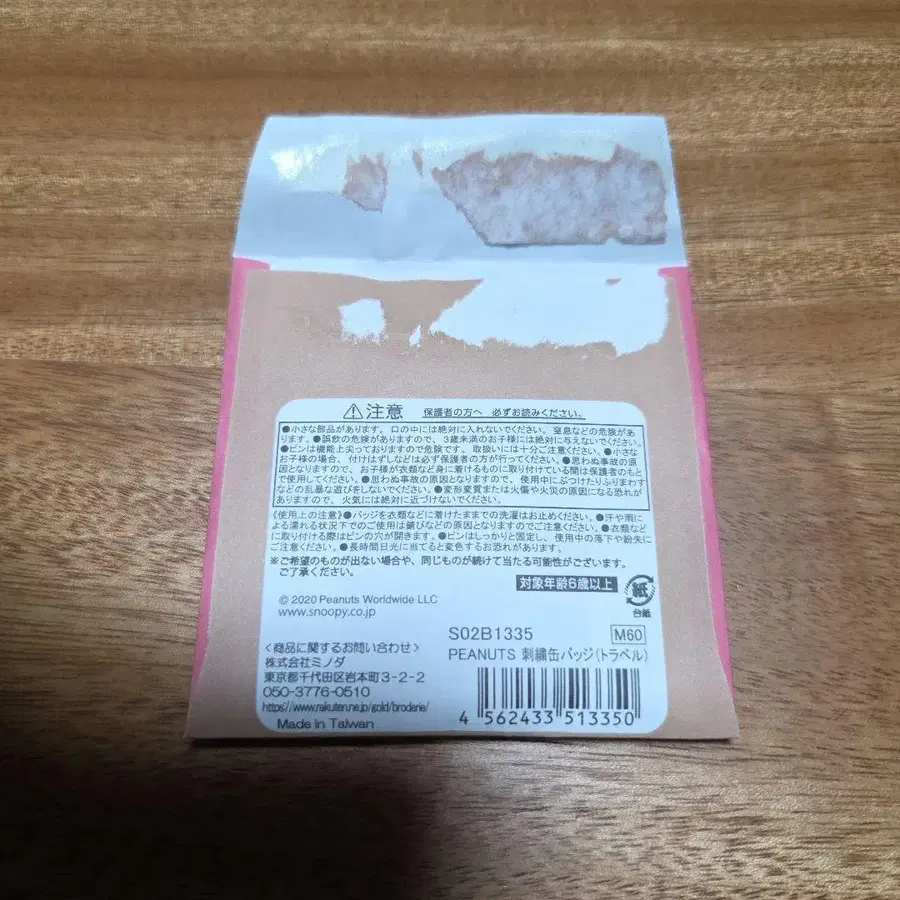 ⚠注意 保護者の方へ 必ずお読みください。
●小さな部品があります。口の中には絶対に入れないでください。窒息などの危険があ
ります。●誤飲の危険がありますので、3歳未満のお子様には絶対に与えないでください。
●ピンは機能上尖っておりますので危険です。取扱いには十分ご注意ください。●小さな
お子様の場合、付けはずしなどは必ず保護者の方が行ってください。●思わぬ事故の原
因となりますので、お子様が衣類など身に着けるものに取り付けている間は保護者のもと
で使用してください。●思わぬ事故の原因となりますので、使用中にぶつけたりふりまわす
などの乱暴な遊びをしないでください。●変形変質または火傷や火災の原因になる恐れが
ありますので、火気には絶対に近づけないでください。
《使用上の注意》●バッジを衣類などに着けたままでの洗濯はお止めください。●汗や雨に
よる濡れる状況下でのご使用は錆びなどの原因となりますのでご注意ください。●衣類など
に取り付ける際はピンの穴が開きます。●ピンはしっかりと固定し、使用中の落下や紛失に
ご注意ください。●長時間日光に当てると変色するお恐れがあります。
※ご希望のものが出ない場合や、同じものが続けて当たる可能性がございます。
ご了承ください。
対象年齢6歳以上
紙
台紙
© 2020 Peanuts Worldwide LLC
www.snoopy.co.jp
S02B1335 M60
PEANUTS 刺繍缶バッジ(トラベル)
<商品に関するお問い合わせ>
株式会社ミノダ
東京都千代田区岩本町3-2-2
050-3776-0510
https://www.rakuten.ne.jp/gold/broderie/
Made in Taiwan
4 562433 513350